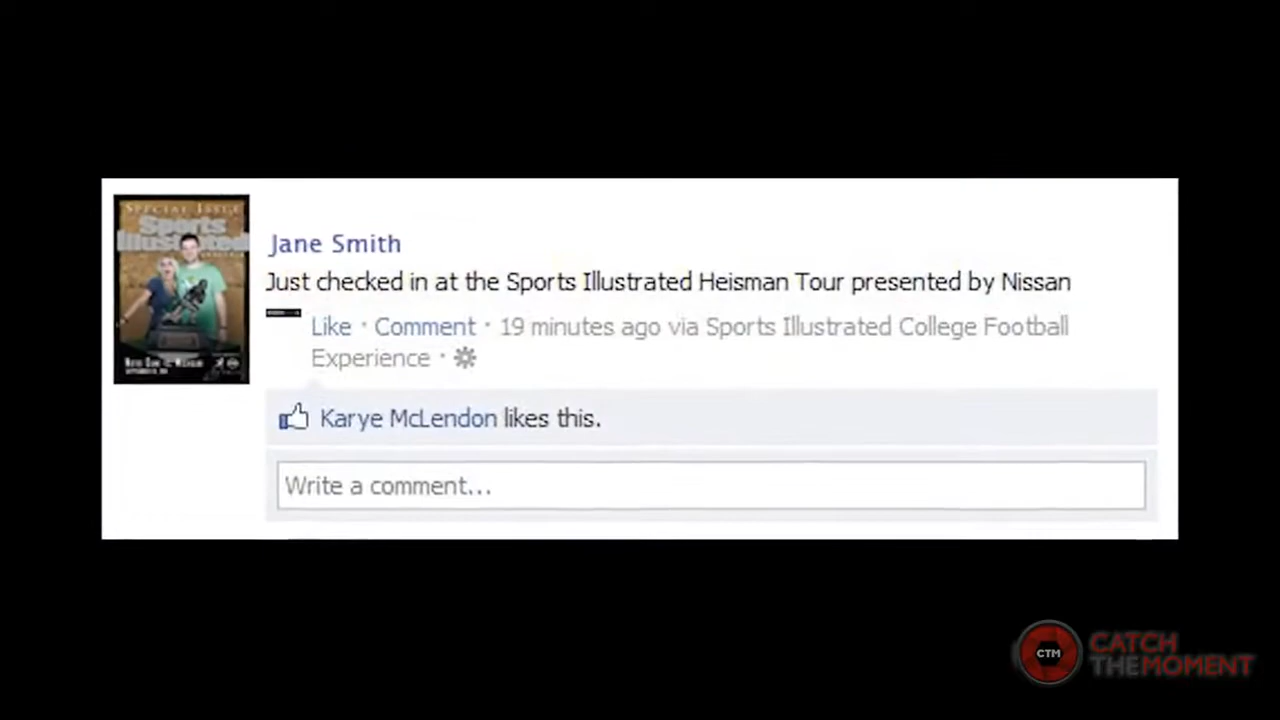 SPECIAL ISSUE
Sports
Illustrated
Jane Smith
Just checked in at the Sports Illustrated Heisman Tour presented by Nissan
Like · Comment · 19 minutes ago via Sports Illustrated College Football
Experience ·
Karye McLendon likes this.
Write a comment...
CTM
CATCH
THEMOMENT